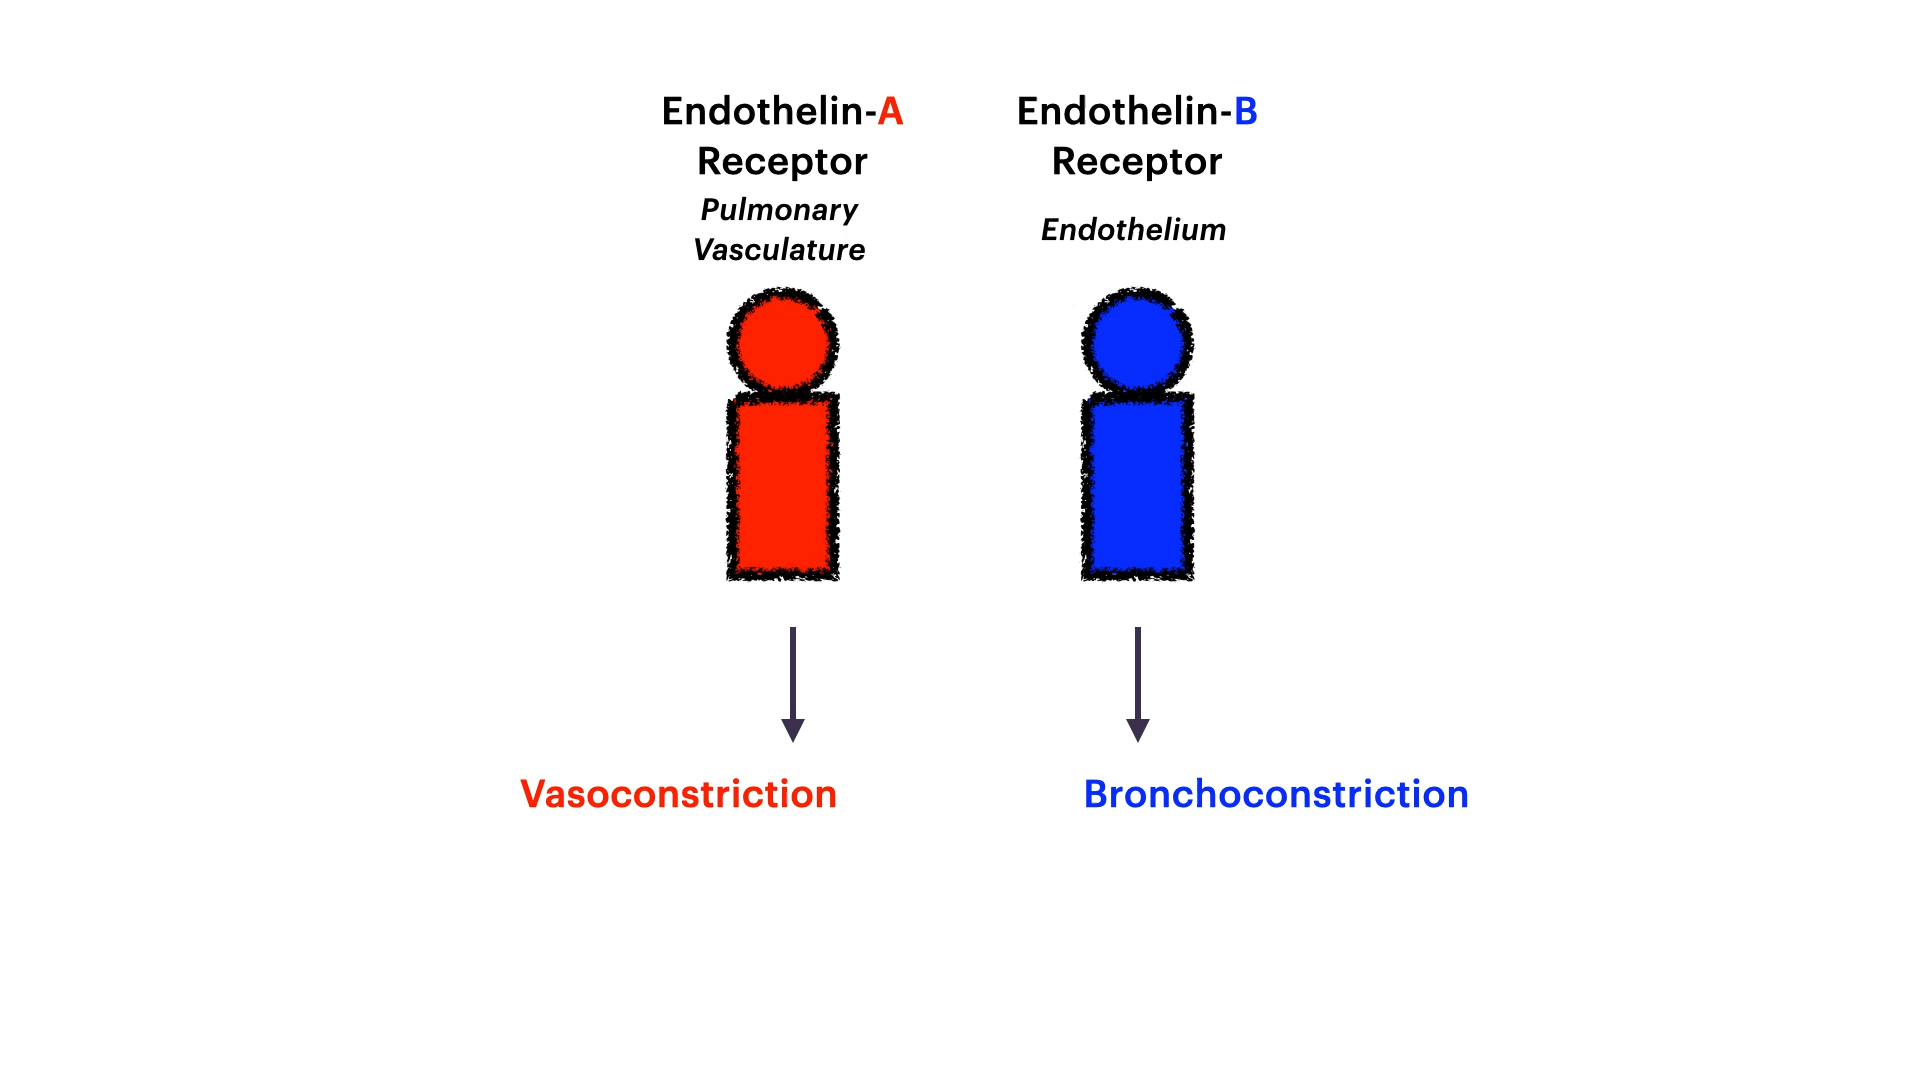 Endothelin-A
Receptor
Pulmonary
Vasculature
Endothelin-B
Receptor
Endothelium
Vasoconstriction
Bronchoconstriction